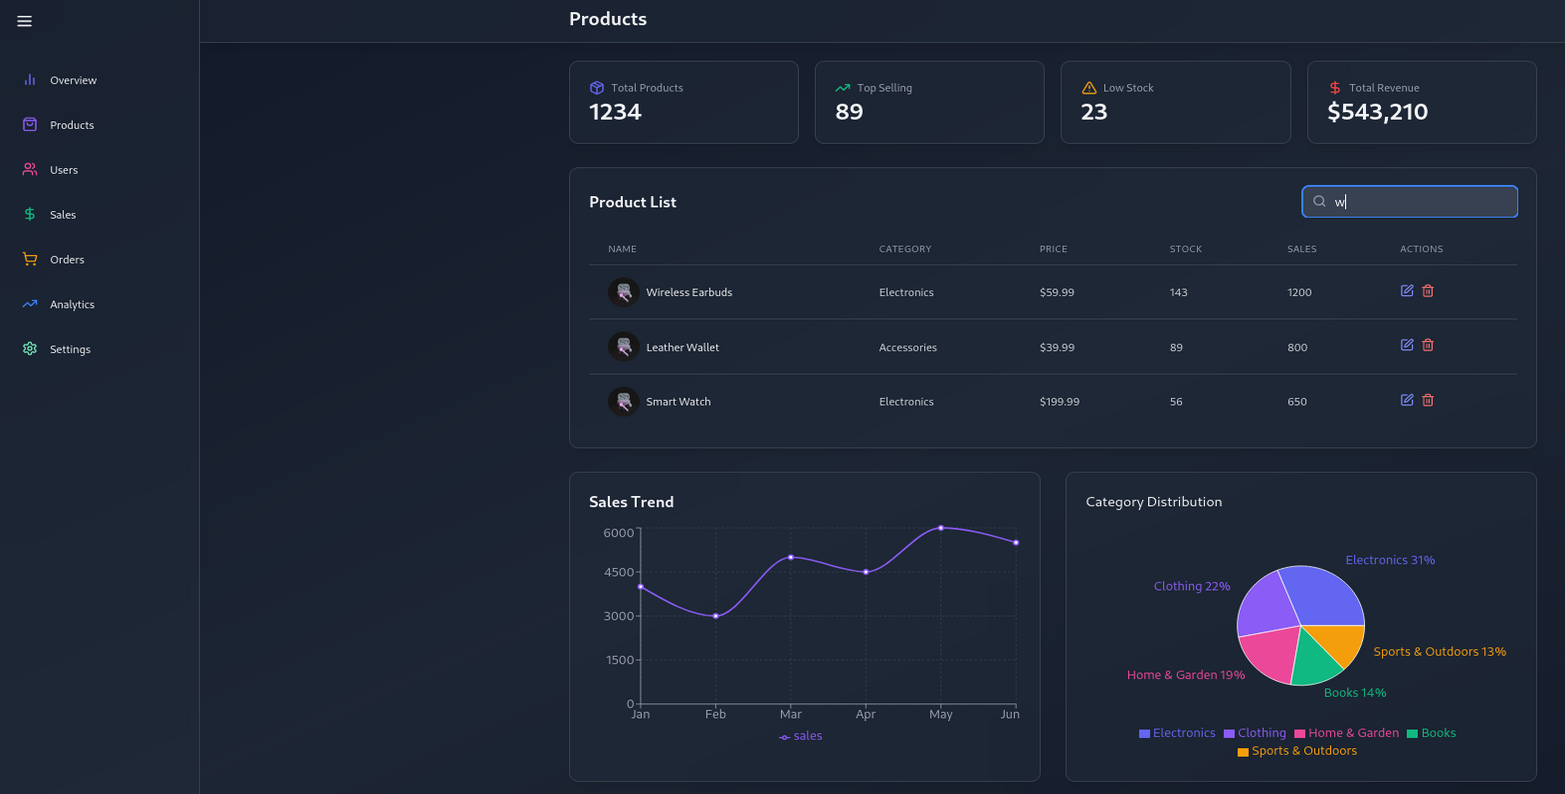 Products
Overview
Products
Users
Sales
Orders
Analytics
Settings
Total Products
1234
Top Selling
89
Low Stock
23
Total Revenue
$543,210
Product List
w
NAME CATEGORY PRICE STOCK SALES ACTIONS
Wireless Earbuds Electronics $59.99 143 1200
Leather Wallet Accessories $39.99 89 800
Smart Watch Electronics $199.99 56 650
Sales Trend
6000
4500
3000
1500
0
Jan Feb Mar Apr May Jun
sales
Category Distribution
Electronics 31%
Clothing 22%
Sports & Outdoors 13%
Home & Garden 19%
Books 14%
Electronics Clothing Home & Garden Books
Sports & Outdoors